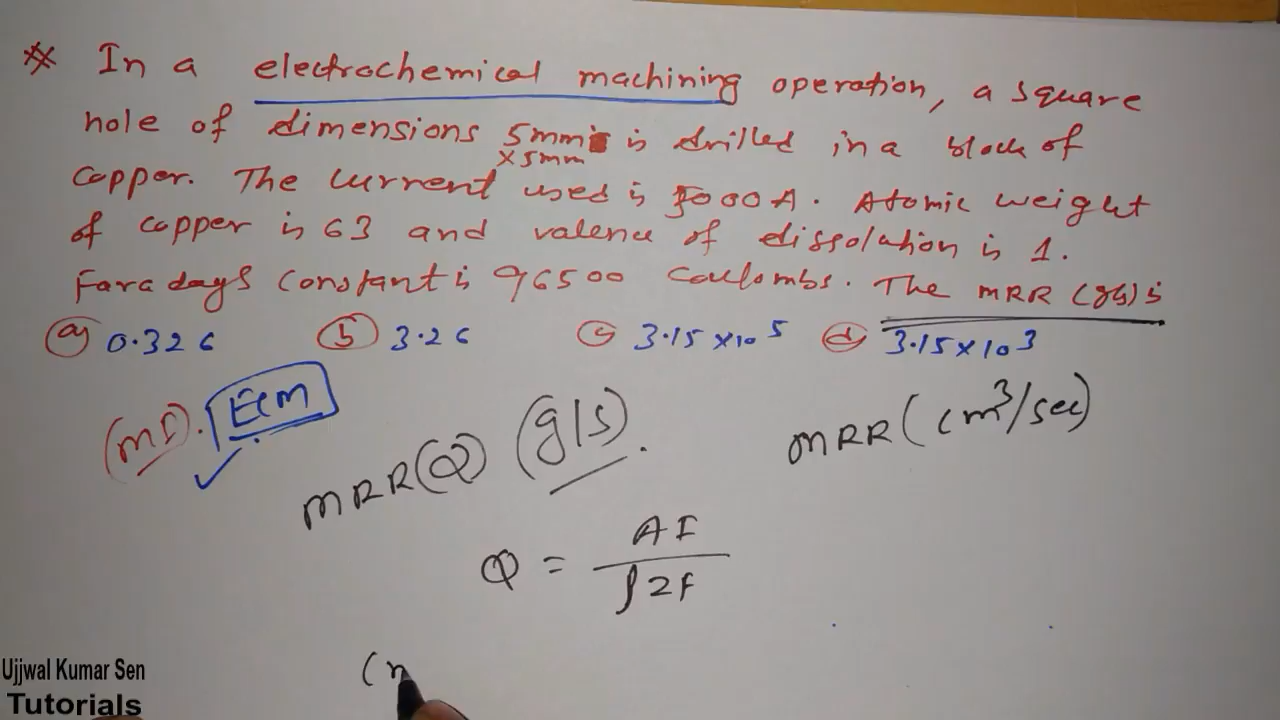 ** In a electrochemical machining operation, a square
hole of dimensions 5mm is drilled in a block of
x 5mm
copper. The current used is 5000A. Atomic weight
of copper is 63 and valence of dissolation is 1.
Faradays constant is 96500 Coulombs. The MRR (g/s) is
(a) 0.326 (b) 3.26 (c) 3.15 x 10^5 (d) 3.15 x 10^3
(MI). ECM
MRR(Q) (g/s). MRR (cm³/sec)
Q = AI
ρZF
Ujjwal Kumar Sen
Tutorials